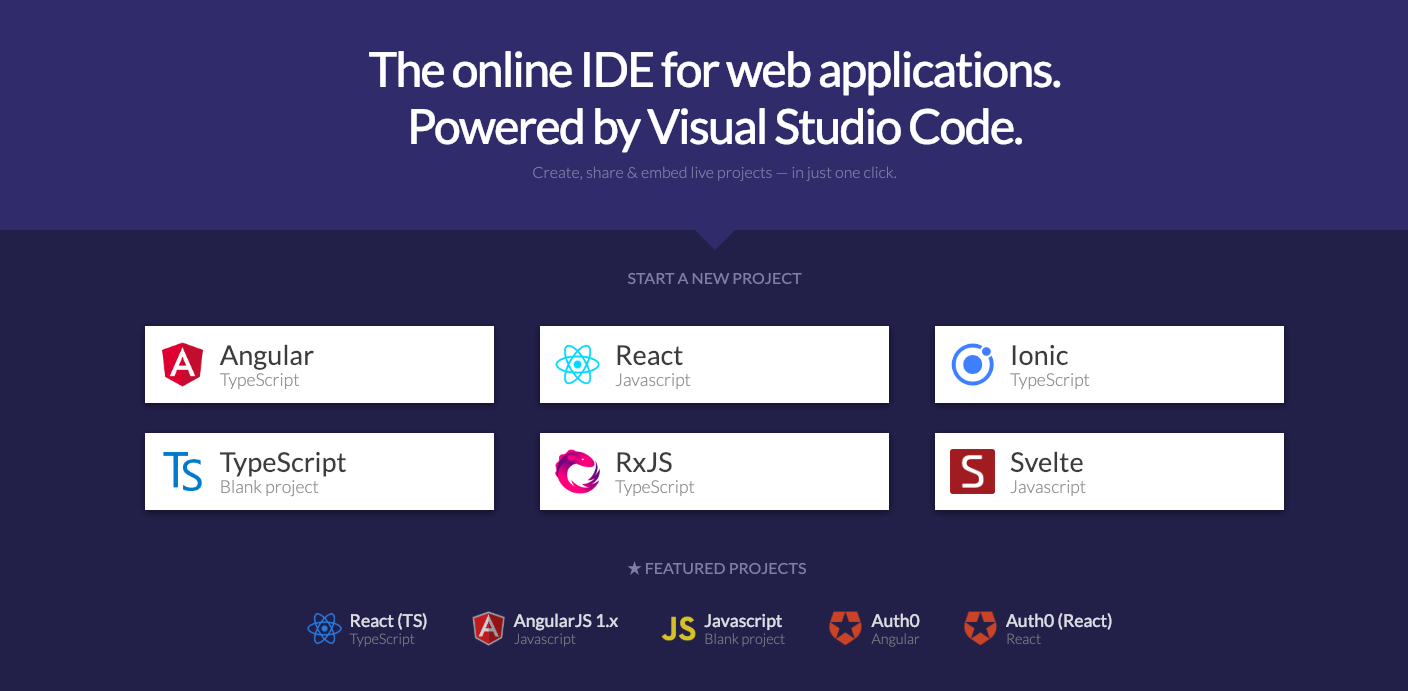 The online IDE for web applications.
Powered by Visual Studio Code.
Create, share & embed live projects — in just one click.
START A NEW PROJECT
Angular
TypeScript
React
Javascript
Ionic
TypeScript
TS
TypeScript
Blank project
RxJS
TypeScript
S
Svelte
Javascript
★ FEATURED PROJECTS
React (TS)
TypeScript
AngularJS 1.x
Javascript
JS
Javascript
Blank project
Auth0
Angular
Auth0 (React)
React